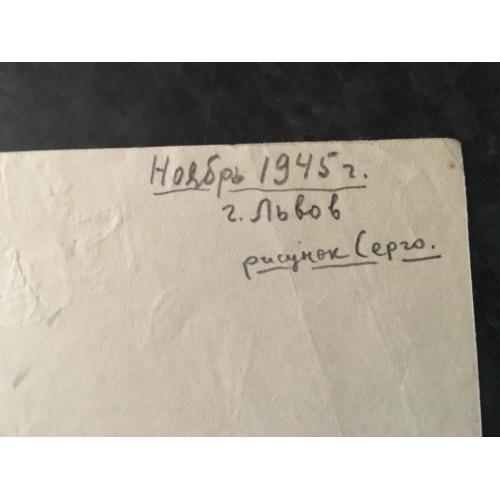 Ноябрь 1945 г.
г. Львов
рисунок Серго.